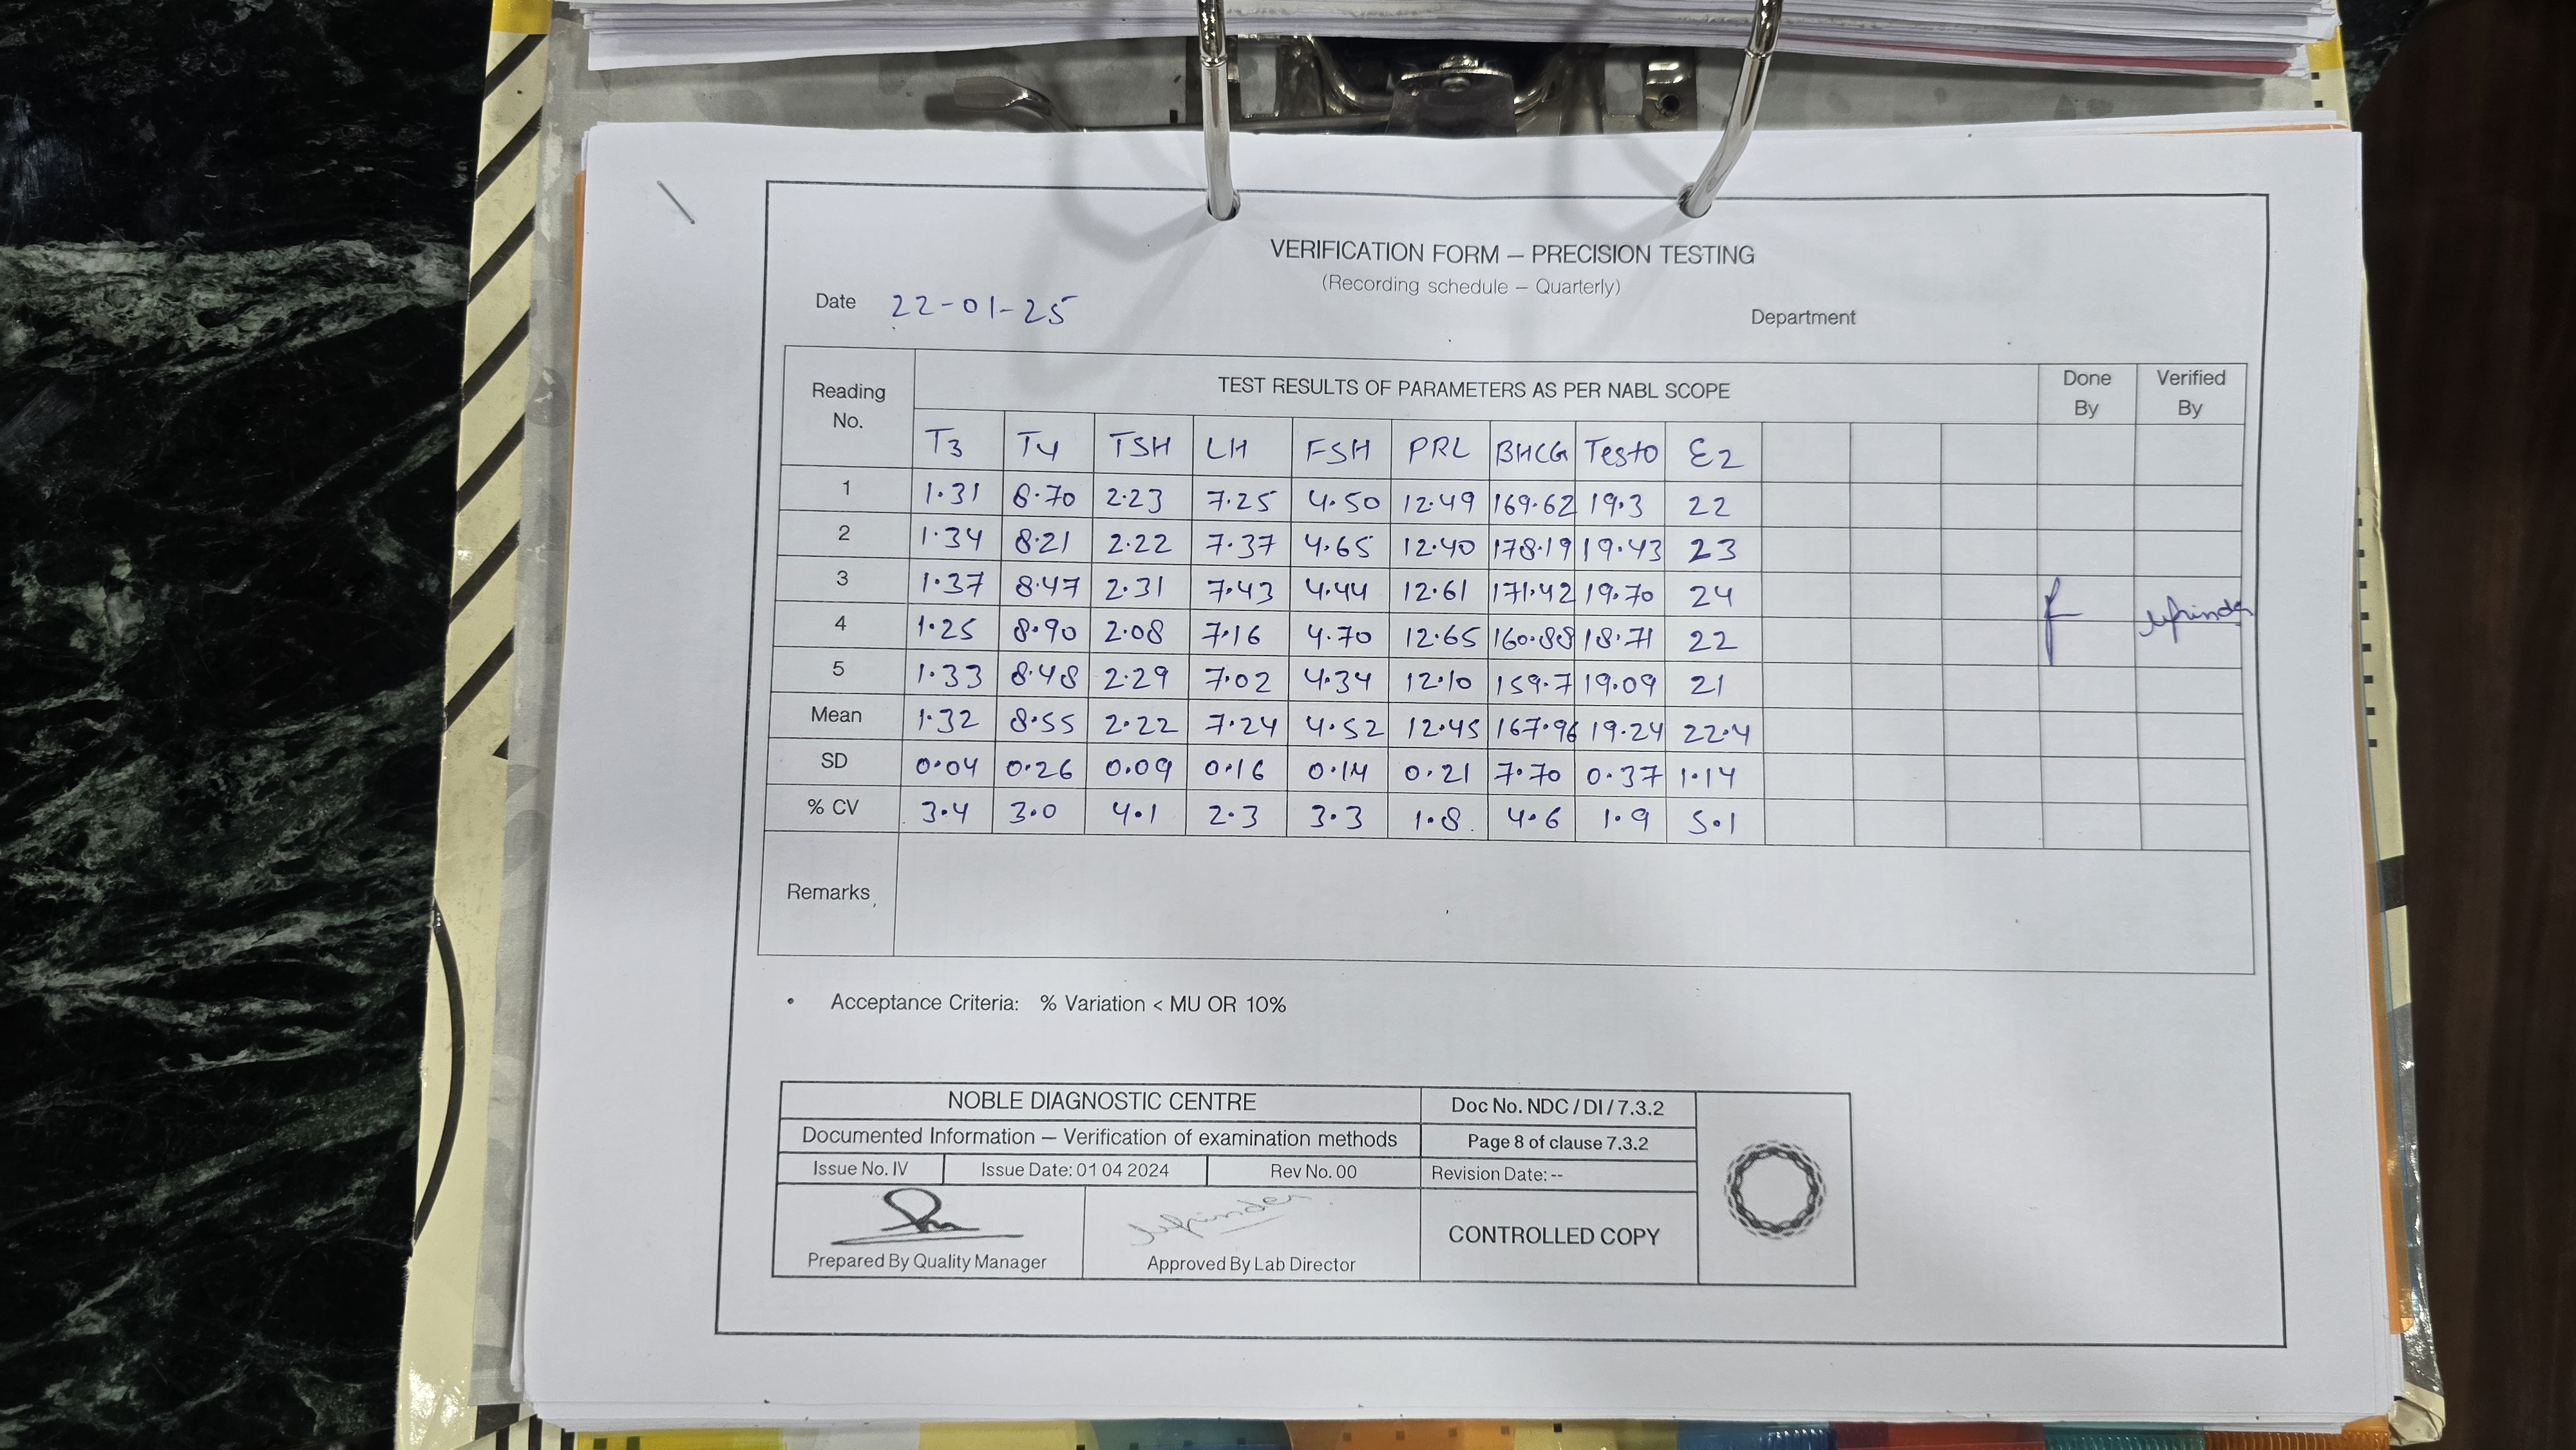 VERIFICATION FORM – PRECISION TESTING
(Recording schedule – Quarterly)
Date 22-01-25 Department
Reading No. TEST RESULTS OF PARAMETERS AS PER NABL SCOPE Done By Verified By
T3 T4 TSH LH FSH PRL BHCG Testo E2
1 1.31 8.70 2.23 7.25 4.50 12.49 169.62 19.3 22
2 1.34 8.21 2.22 7.37 4.65 12.40 178.19 19.43 23
3 1.37 8.47 2.31 7.43 4.44 12.61 171.42 19.70 24
4 1.25 8.90 2.08 7.16 4.70 12.65 160.88 18.71 22
5 1.33 8.48 2.29 7.02 4.34 12.10 159.7 19.09 21
Mean 1.32 8.55 2.22 7.24 4.52 12.45 167.96 19.24 22.4
SD 0.04 0.26 0.09 0.16 0.14 0.21 7.70 0.37 1.14
% CV 3.4 3.0 4.1 2.3 3.3 1.8 4.6 1.9 5.1
Remarks
• Acceptance Criteria: % Variation < MU OR 10%
NOBLE DIAGNOSTIC CENTRE Doc No. NDC / DI / 7.3.2
Documented Information – Verification of examination methods Page 8 of clause 7.3.2
Issue No. IV Issue Date: 01 04 2024 Rev No. 00 Revision Date: --
Prepared By Quality Manager Approved By Lab Director CONTROLLED COPY